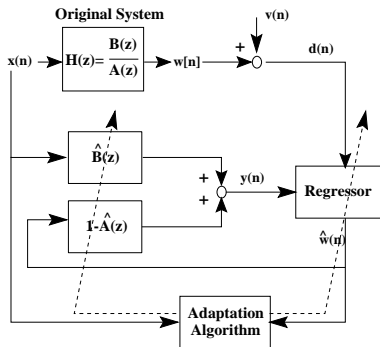 Original System
v(n)
x(n)
H(z)= B(z) / A(z)
w[n]
+
d(n)
B̂(z)
+
y(n)
+
Regressor
1-Â(z)
ŵ(n)
Adaptation
Algorithm